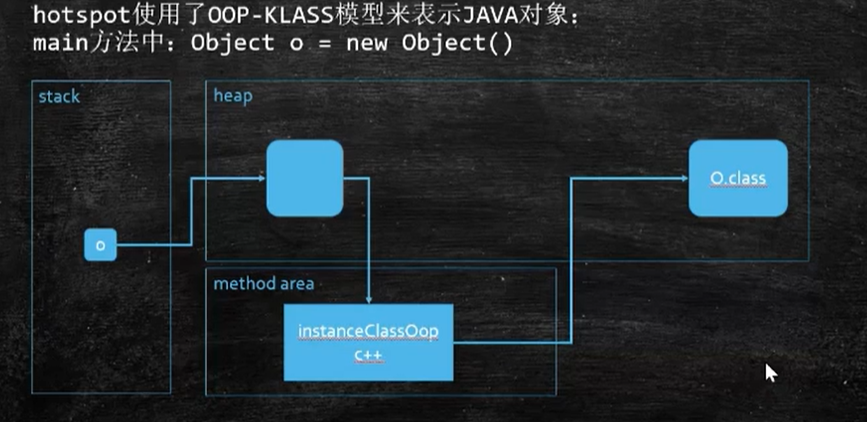 hotspot使用了OOP-KLASS模型来表示JAVA对象：
main方法中：Object o = new Object()
stack
heap
O.class
o
method area
instanceClassOop
c++